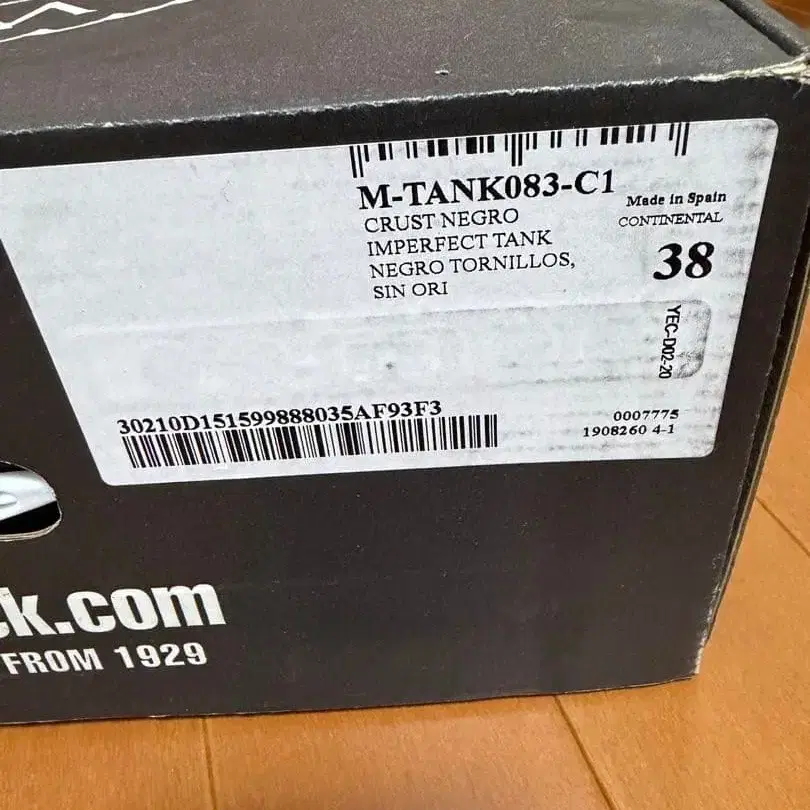 M-TANK083-C1
Made in Spain
CRUST NEGRO
CONTINENTAL
IMPERFECT TANK
38
NEGRO TORNILLOS,
SIN ORI
YEC-D02-20
30210D151599888035AF93F3
0007775
1908260 4-1
k.com
FROM 1929